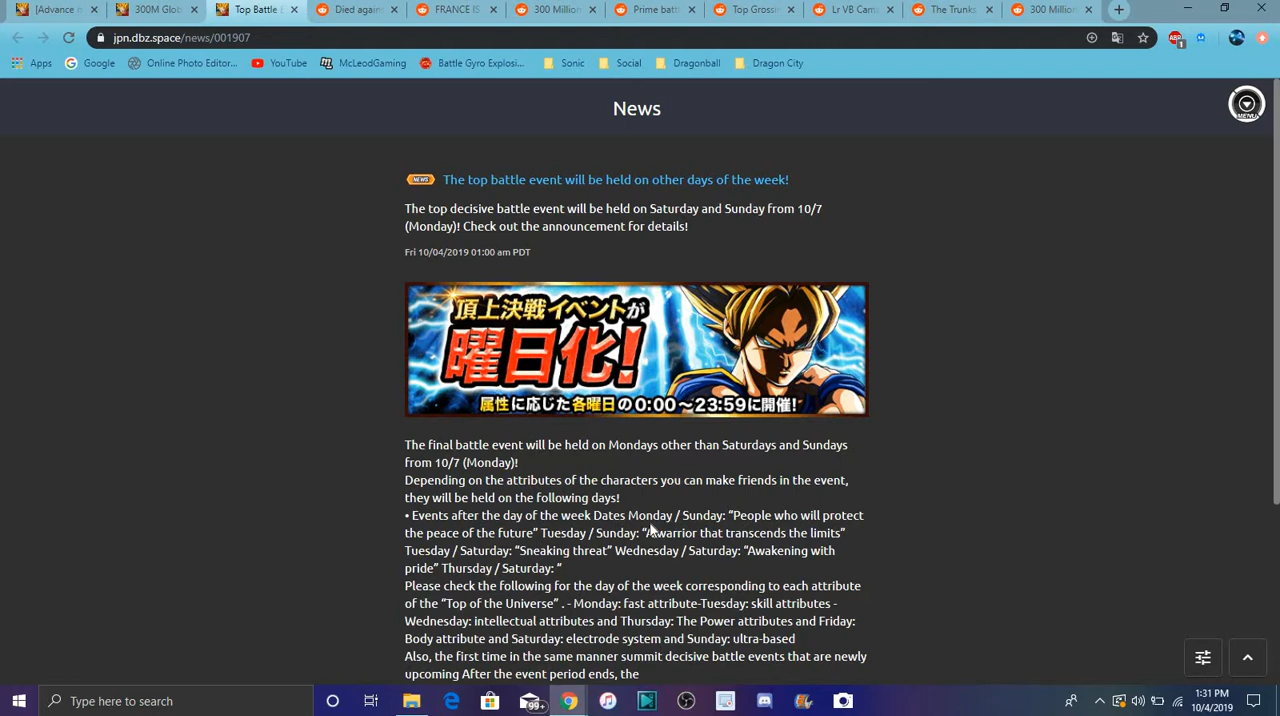 [Advance o
300M Glob
Top Battle E
Died again
FRANCE IS
300 Million
Prime batt
Top Grossi
Lr VB Cam
The Trunks
300 Million
jpn.dbz.space/news/001907
ABP
1
Apps
Google
Online Photo Editor...
YouTube
McLeodGaming
Battle Gyro Explosi...
Sonic
Social
Dragonball
Dragon City
News
MENU
NEWS
The top battle event will be held on other days of the week!
The top decisive battle event will be held on Saturday and Sunday from 10/7
(Monday)! Check out the announcement for details!
Fri 10/04/2019 01:00 am PDT
頂上決戦イベントが
曜日化!
属性に応じた各曜日の0:00～23:59に開催!
The final battle event will be held on Mondays other than Saturdays and Sundays
from 10/7 (Monday)!
Depending on the attributes of the characters you can make friends in the event,
they will be held on the following days!
• Events after the day of the week Dates Monday / Sunday: “People who will protect
the peace of the future” Tuesday / Sunday: “A warrior that transcends the limits”
Tuesday / Saturday: “Sneaking threat” Wednesday / Saturday: “Awakening with
pride” Thursday / Saturday: “
Please check the following for the day of the week corresponding to each attribute
of the “Top of the Universe” . - Monday: fast attribute-Tuesday: skill attributes -
Wednesday: intellectual attributes and Thursday: The Power attributes and Friday:
Body attribute and Saturday: electrode system and Sunday: ultra-based
Also, the first time in the same manner summit decisive battle events that are newly
upcoming After the event period ends, the
Type here to search
99+
1:31 PM
10/4/2019